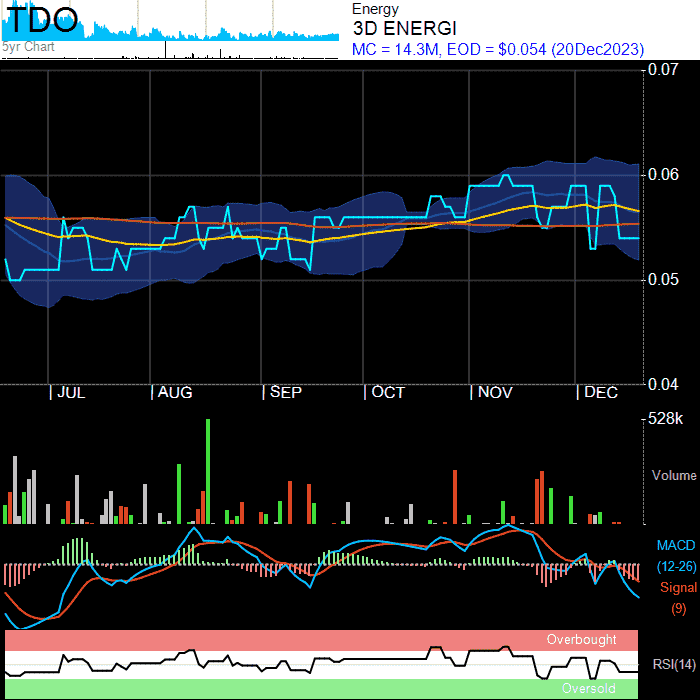 TDO
5yr Chart
Energy
3D ENERGI
MC = 14.3M, EOD = $0.054 (20Dec2023)
0.07
0.06
0.05
0.04
JUL
AUG
SEP
OCT
NOV
DEC
528k
Volume
MACD
(12-26)
Signal
(9)
Overbought
RSI(14)
Oversold